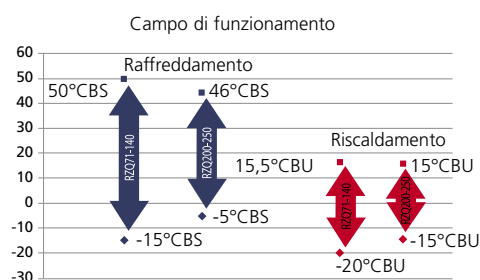 Campo di funzionamento
60
50
40
30
20
10
0
-10
-20
-30
Raffreddamento
50°CBS
46°CBS
RZQ71-140
RZQ200-250
-15°CBS
-5°CBS
Riscaldamento
15,5°CBU
15°CBU
RZQ71-140
RZQ200-250
-20°CBU
-15°CBU